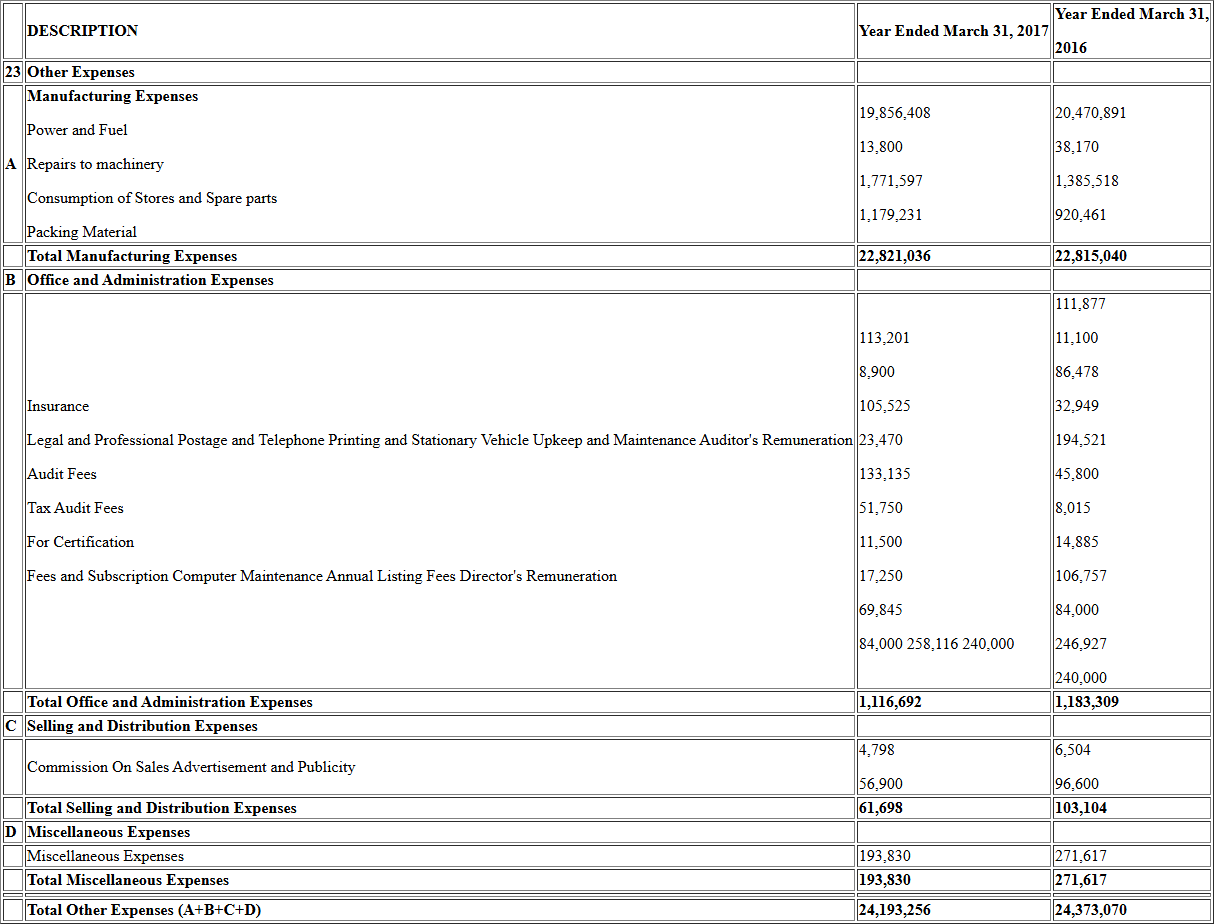 DESCRIPTION Year Ended March 31, 2017 Year Ended March 31,
2016
23 Other Expenses
A
Manufacturing Expenses
Power and Fuel
Repairs to machinery
Consumption of Stores and Spare parts
Packing Material
19,856,408
13,800
1,771,597
1,179,231
20,470,891
38,170
1,385,518
920,461
Total Manufacturing Expenses 22,821,036 22,815,040
B Office and Administration Expenses
Insurance
Legal and Professional Postage and Telephone Printing and Stationary Vehicle Upkeep and Maintenance Auditor's Remuneration
Audit Fees
Tax Audit Fees
For Certification
Fees and Subscription Computer Maintenance Annual Listing Fees Director's Remuneration
113,201
8,900
105,525
23,470
133,135
51,750
11,500
17,250
69,845
84,000 258,116 240,000
111,877
11,100
86,478
32,949
194,521
45,800
8,015
14,885
106,757
84,000
246,927
240,000
Total Office and Administration Expenses 1,116,692 1,183,309
C Selling and Distribution Expenses
Commission On Sales Advertisement and Publicity
4,798
56,900
6,504
96,600
Total Selling and Distribution Expenses 61,698 103,104
D Miscellaneous Expenses
Miscellaneous Expenses 193,830 271,617
Total Miscellaneous Expenses 193,830 271,617
Total Other Expenses (A+B+C+D) 24,193,256 24,373,070